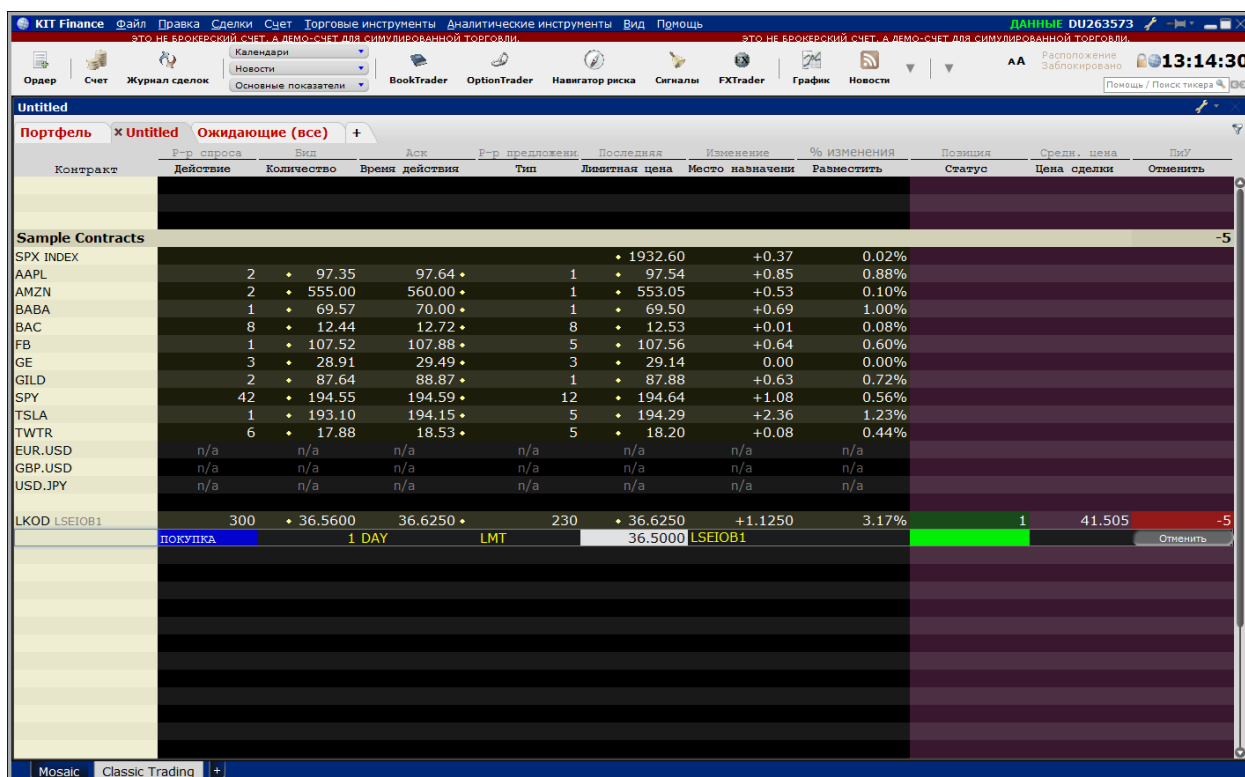 KIT Finance Файл Правка Сделки Счет Торговые инструменты Аналитические инструменты Вид Помощь ДАННЫЕ DU263573
ЭТО НЕ БРОКЕРСКИЙ СЧЕТ, А ДЕМО-СЧЕТ ДЛЯ СИМУЛИРОВАННОЙ ТОРГОВЛИ. ЭТО НЕ БРОКЕРСКИЙ СЧЕТ, А ДЕМО-СЧЕТ ДЛЯ СИМУЛИРОВАННОЙ ТОРГОВЛИ.
Календари
Новости
Основные показатели
Ордер Счет Журнал сделок BookTrader OptionTrader Навигатор риска Сигналы FXTrader График Новости
AA Расположение Заблокировано 13:14:30
Помощь / Поиск тикера
Untitled
Портфель × Untitled Ожидающие (все) +
Р-р спроса Бид Аск Р-р предложени Последняя Изменение % изменения Позиция Средн. цена ПиУ
Контракт Действие Количество Время действия Тип Лимитная цена Место назначени Разместить Статус Цена сделки Отменить
Sample Contracts -5
SPX INDEX 1932.60 +0.37 0.02%
AAPL 2 97.35 97.64 1 97.54 +0.85 0.88%
AMZN 2 555.00 560.00 1 553.05 +0.53 0.10%
BABA 1 69.57 70.00 1 69.50 +0.69 1.00%
BAC 8 12.44 12.72 8 12.53 +0.01 0.08%
FB 1 107.52 107.88 5 107.56 +0.64 0.60%
GE 3 28.91 29.49 3 29.14 0.00 0.00%
GILD 2 87.64 88.87 1 87.88 +0.63 0.72%
SPY 42 194.55 194.59 12 194.64 +1.08 0.56%
TSLA 1 193.10 194.15 5 194.29 +2.36 1.23%
TWTR 6 17.88 18.53 5 18.20 +0.08 0.44%
EUR.USD n/a n/a n/a n/a n/a n/a n/a
GBP.USD n/a n/a n/a n/a n/a n/a n/a
USD.JPY n/a n/a n/a n/a n/a n/a n/a
LKOD LSEIOB1 300 36.5600 36.6250 230 36.6250 +1.1250 3.17% 1 41.505 -5
ПОКУПКА 1 DAY LMT 36.5000 LSEIOB1 Отменить
Mosaic Classic Trading +